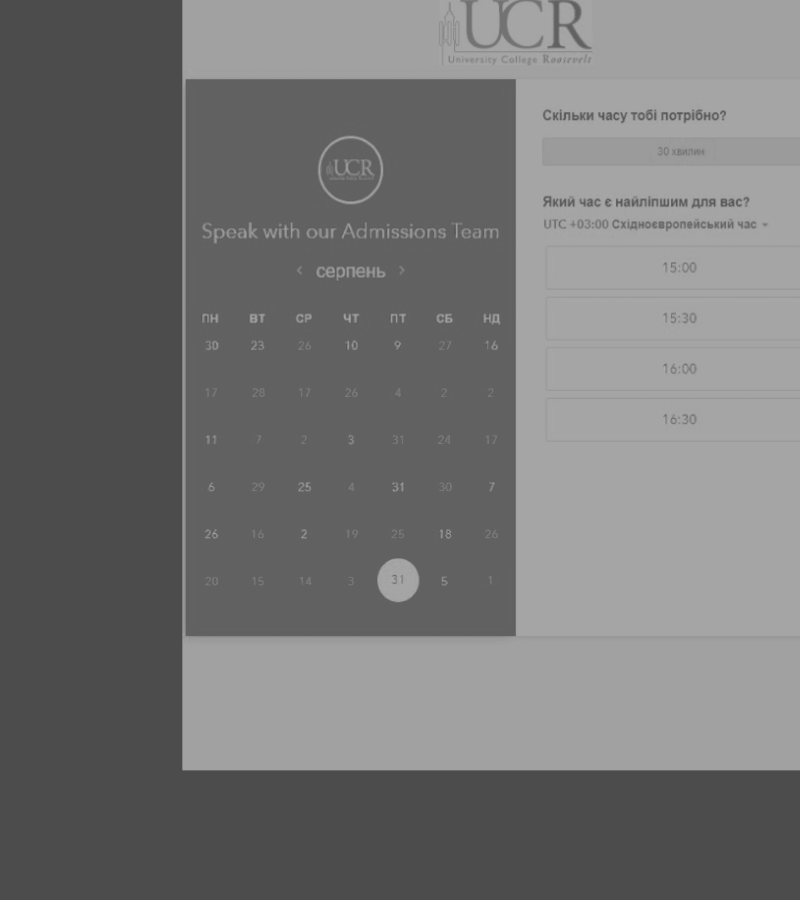 UCR
University College Roosevelt
UCR
Speak with our Admissions Team
< серпень >
ПН ВТ СР ЧТ ПТ СБ НД
30 23 26 10 9 27 16
17 28 17 26 4 2 2
11 7 2 3 31 24 17
6 29 25 4 31 30 7
26 16 2 19 25 18 26
20 15 14 3 31 5 1
Скільки часу тобі потрібно?
30 хвилин
Який час є найліпшим для вас?
UTC +03:00 Східноєвропейський час
15:00
15:30
16:00
16:30